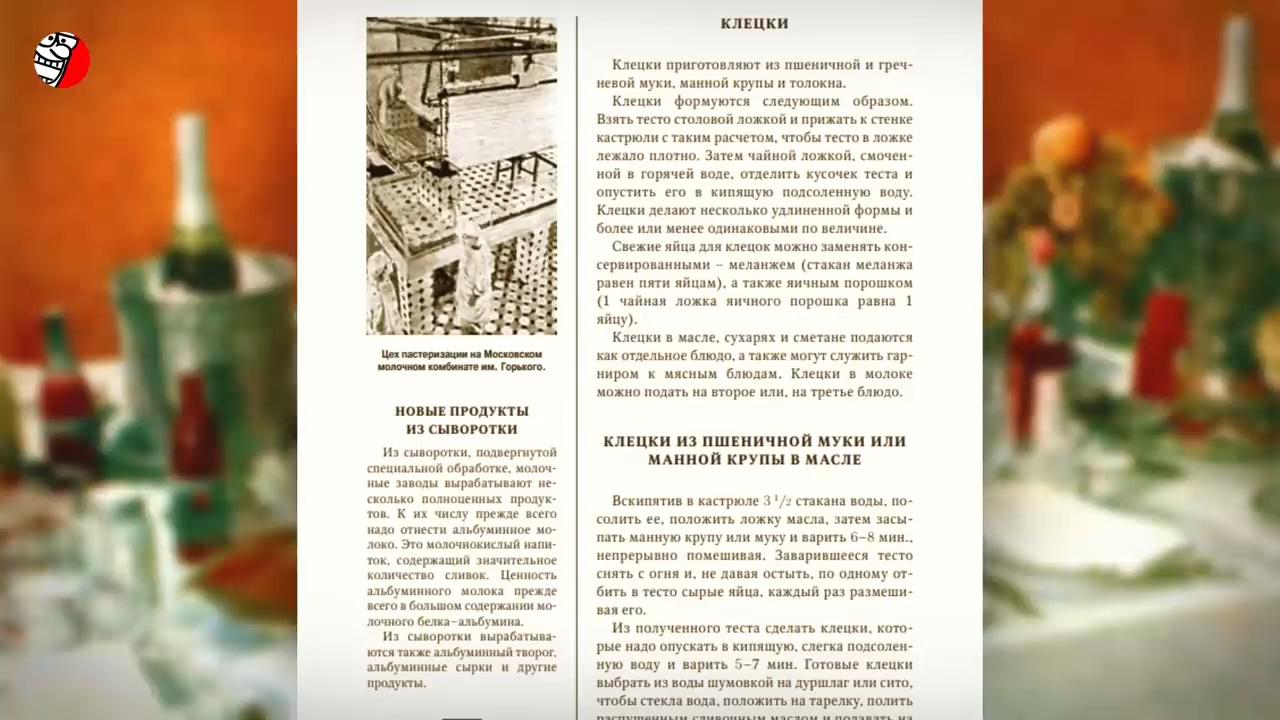 Цех пастеризации на Московском
молочном комбинате им. Горького.
НОВЫЕ ПРОДУКТЫ
ИЗ СЫВОРОТКИ
Из сыворотки, подвергнутой
специальной обработке, молоч-
ные заводы вырабатывают не-
сколько полноценных продук-
тов. К их числу прежде всего
надо отнести альбуминное мо-
локо. Это молочнокислый напи-
ток, содержащий значительное
количество сливок. Ценность
альбуминного молока прежде
всего в большом содержании мо-
лочного белка–альбумина.
Из сыворотки вырабатыва-
ются также альбуминный творог,
альбуминные сырки и другие
продукты.
КЛЕЦКИ
Клецки приготовляют из пшеничной и греч-
невой муки, манной крупы и толокна.
Клецки формуются следующим образом.
Взять тесто столовой ложкой и прижать к стенке
кастрюли с таким расчетом, чтобы тесто в ложке
лежало плотно. Затем чайной ложкой, смочен-
ной в горячей воде, отделить кусочек теста и
опустить его в кипящую подсоленную воду.
Клецки делают несколько удлиненной формы и
более или менее одинаковыми по величине.
Свежие яйца для клецок можно заменять кон-
сервированными – меланжем (стакан меланжа
равен пяти яйцам), а также яичным порошком
(1 чайная ложка яичного порошка равна 1
яйцу).
Клецки в масле, сухарях и сметане подаются
как отдельное блюдо, а также могут служить гар-
ниром к мясным блюдам. Клецки в молоке
можно подать на второе или, на третье блюдо.
КЛЕЦКИ ИЗ ПШЕНИЧНОЙ МУКИ ИЛИ
МАННОЙ КРУПЫ В МАСЛЕ
Вскипятив в кастрюле 3 1/2 стакана воды, по-
солить ее, положить ложку масла, затем засы-
пать манную крупу или муку и варить 6–8 мин.,
непрерывно помешивая. Заварившееся тесто
снять с огня и, не давая остыть, по одному от-
бить в тесто сырые яйца, каждый раз размеши-
вая его.
Из полученного теста сделать клецки, кото-
рые надо опускать в кипящую, слегка подсолен-
ную воду и варить 5–7 мин. Готовые клецки
выбрать из воды шумовкой на дуршлаг или сито,
чтобы стекла вода, положить на тарелку, полить
распущенным сливочным маслом и подавать на